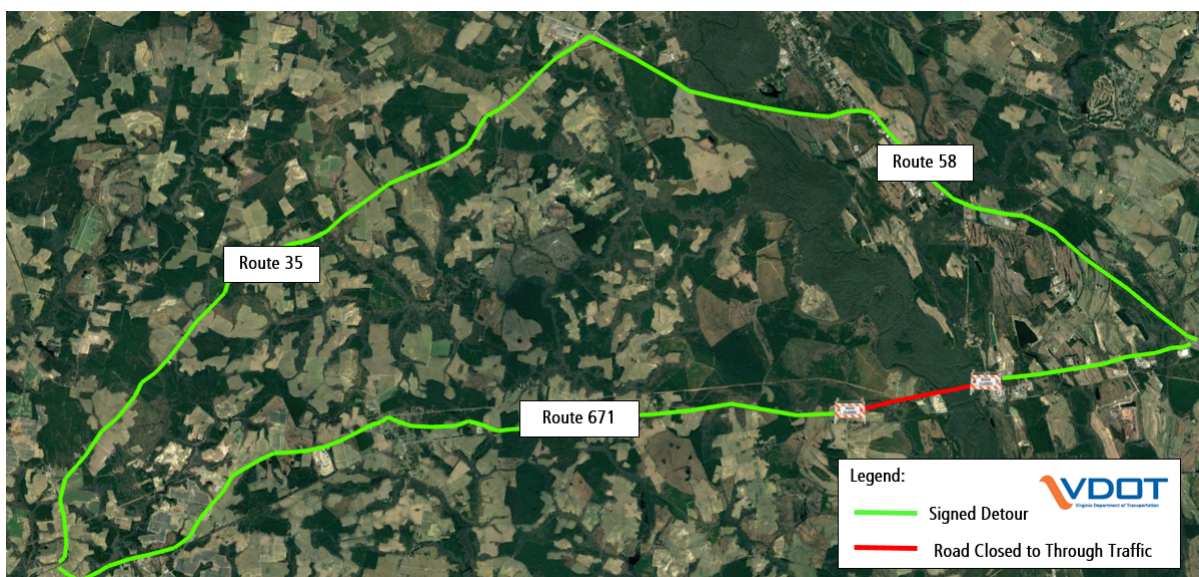 Route 58
Route 35
Route 671
Legend:
VDOT
Virginia Department of Transportation
Signed Detour
Road Closed to Through Traffic